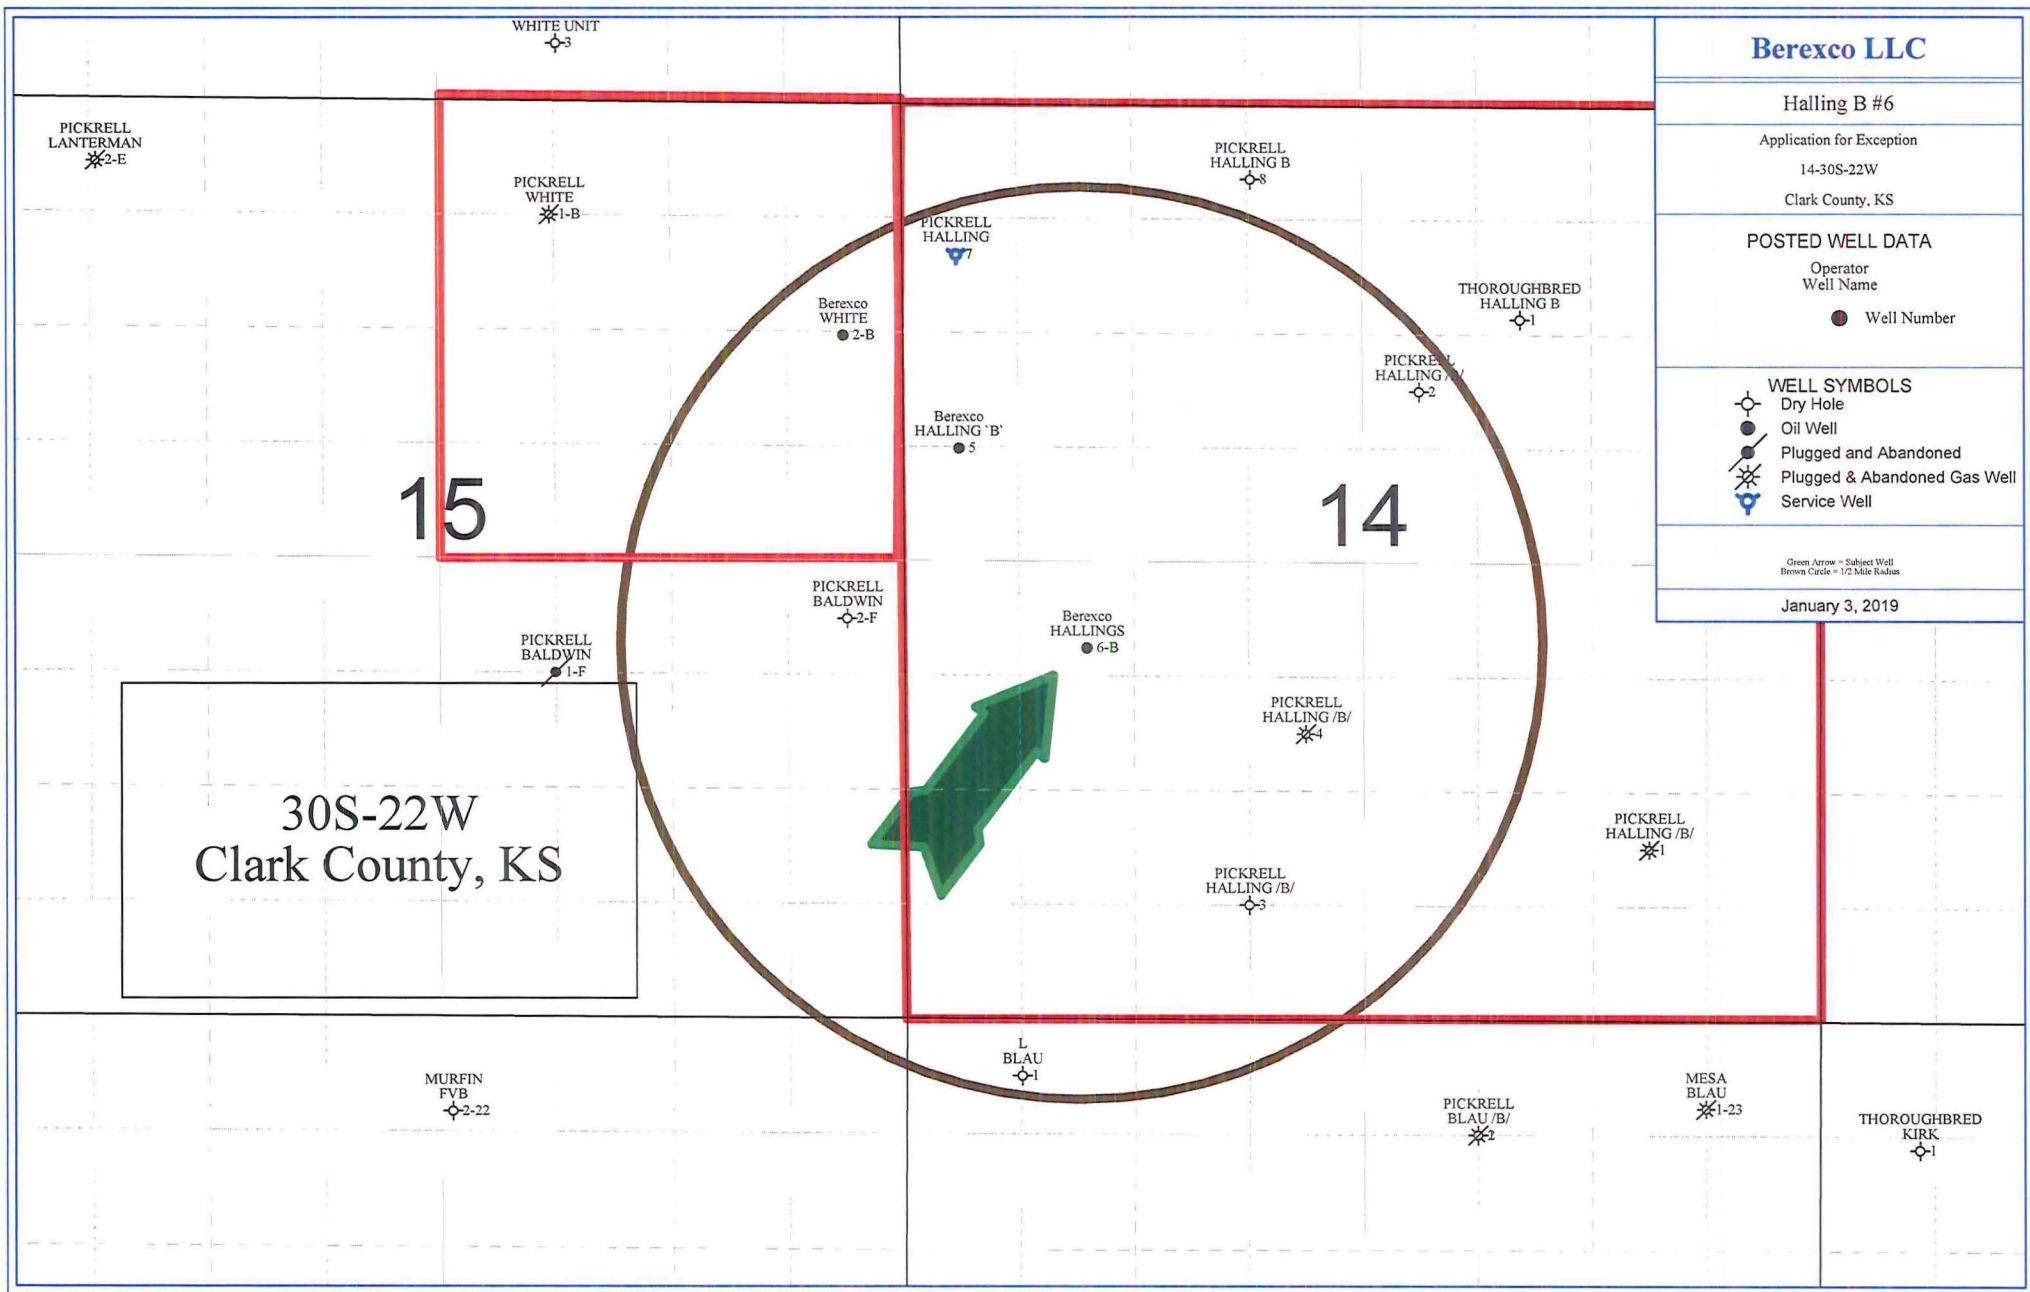 WHITE UNIT
3
PICKRELL
LANTERMAN
2-E
PICKRELL
WHITE
1-B
PICKRELL
HALLING B
8
PICKRELL
HALLING
7
Berexco
WHITE
2-B
THOROUGHBRED
HALLING B
1
PICKRELL
HALLING /B/
2
Berexco
HALLING `B`
5
15
14
PICKRELL
BALDWIN
2-F
Berexco
HALLINGS
6-B
PICKRELL
BALDWIN
1-F
PICKRELL
HALLING /B/
4
30S-22W
Clark County, KS
PICKRELL
HALLING /B/
1
PICKRELL
HALLING /B/
3
L
BLAU
1
MURFIN
FVB
2-22
PICKRELL
BLAU /B/
2
MESA
BLAU
1-23
THOROUGHBRED
KIRK
1
Berexco LLC
Halling B #6
Application for Exception
14-30S-22W
Clark County, KS
POSTED WELL DATA
Operator
Well Name
Well Number
WELL SYMBOLS
Dry Hole
Oil Well
Plugged and Abandoned
Plugged & Abandoned Gas Well
Service Well
Green Arrow = Subject Well
Brown Circle = 1/2 Mile Radius
January 3, 2019